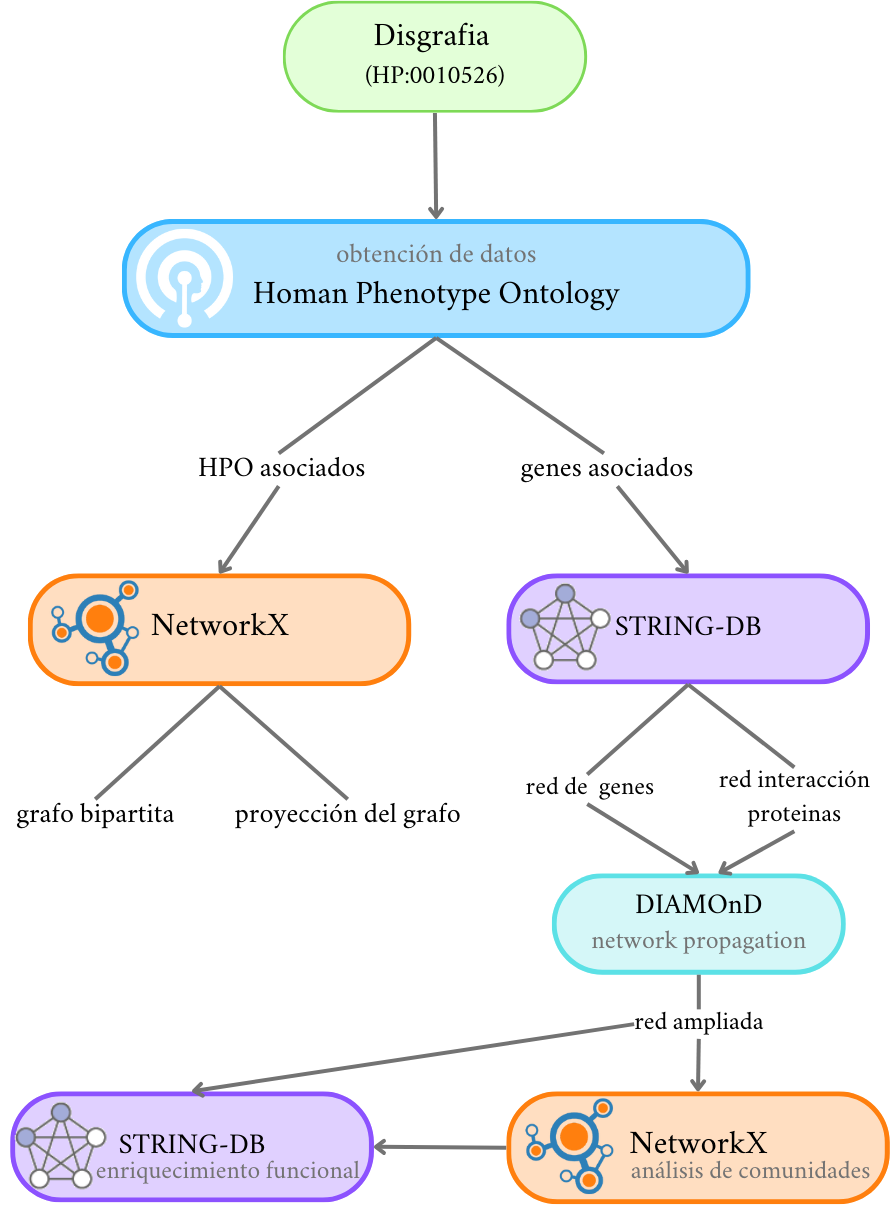 Disgrafia
(HP:0010526)
obtención de datos
Homan Phenotype Ontology
HPO asociados
genes asociados
NetworkX
STRING-DB
grafo bipartita
proyección del grafo
red de genes
red interacción
proteinas
DIAMOnD
network propagation
red ampliada
STRING-DB
enriquecimiento funcional
NetworkX
análisis de comunidades